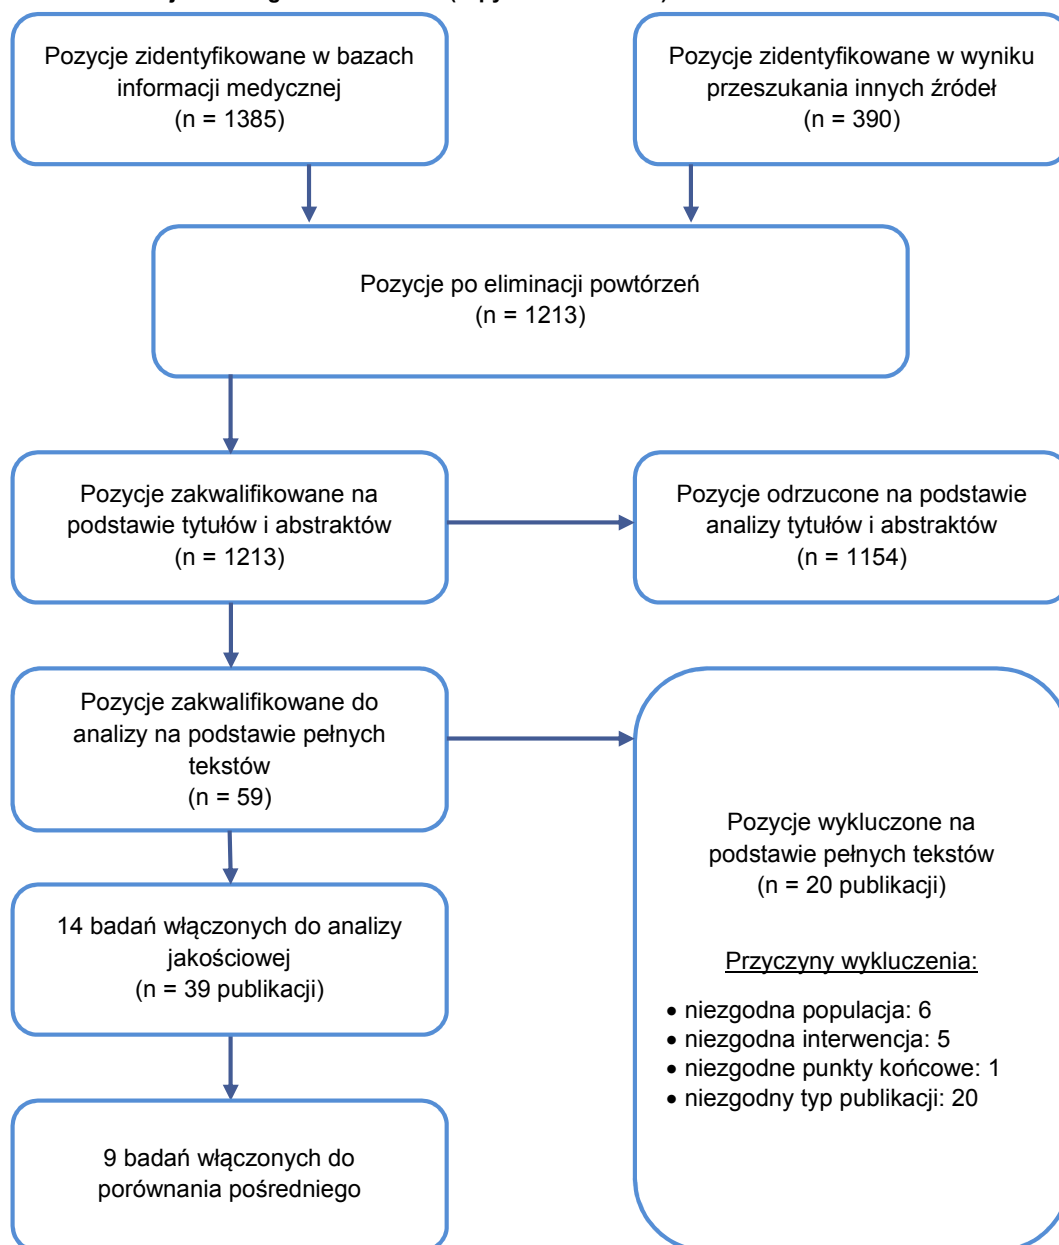 Pozycje zidentyfikowane w bazach
informacji medycznej
(n = 1385)
Pozycje zidentyfikowane w wyniku
przeszukania innych źródeł
(n = 390)
Pozycje po eliminacji powtórzeń
(n = 1213)
Pozycje zakwalifikowane na
podstawie tytułów i abstraktów
(n = 1213)
Pozycje odrzucone na podstawie
analizy tytułów i abstraktów
(n = 1154)
Pozycje zakwalifikowane do
analizy na podstawie pełnych
tekstów
(n = 59)
Pozycje wykluczone na
podstawie pełnych tekstów
(n = 20 publikacji)
Przyczyny wykluczenia:
• niezgodna populacja: 6
• niezgodna interwencja: 5
• niezgodne punkty końcowe: 1
• niezgodny typ publikacji: 20
14 badań włączonych do analizy
jakościowej
(n = 39 publikacji)
9 badań włączonych do
porównania pośredniego